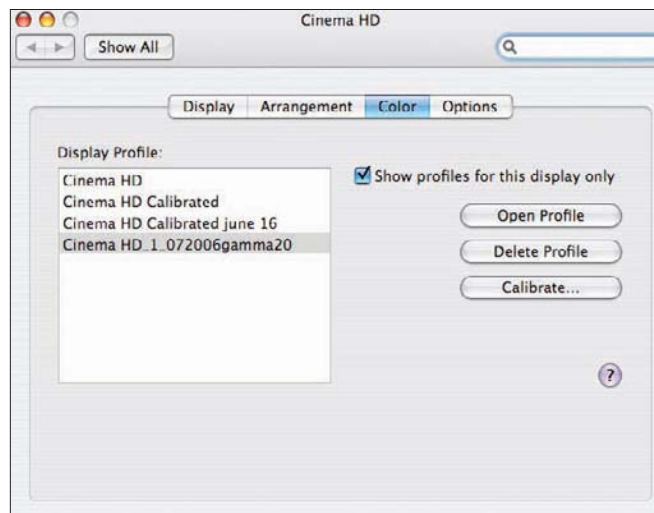 Cinema HD
Show All
Display Arrangement Color Options
Display Profile:
Cinema HD
Cinema HD Calibrated
Cinema HD Calibrated june 16
Cinema HD_1_072006gamma20
Show profiles for this display only
Open Profile
Delete Profile
Calibrate...
?